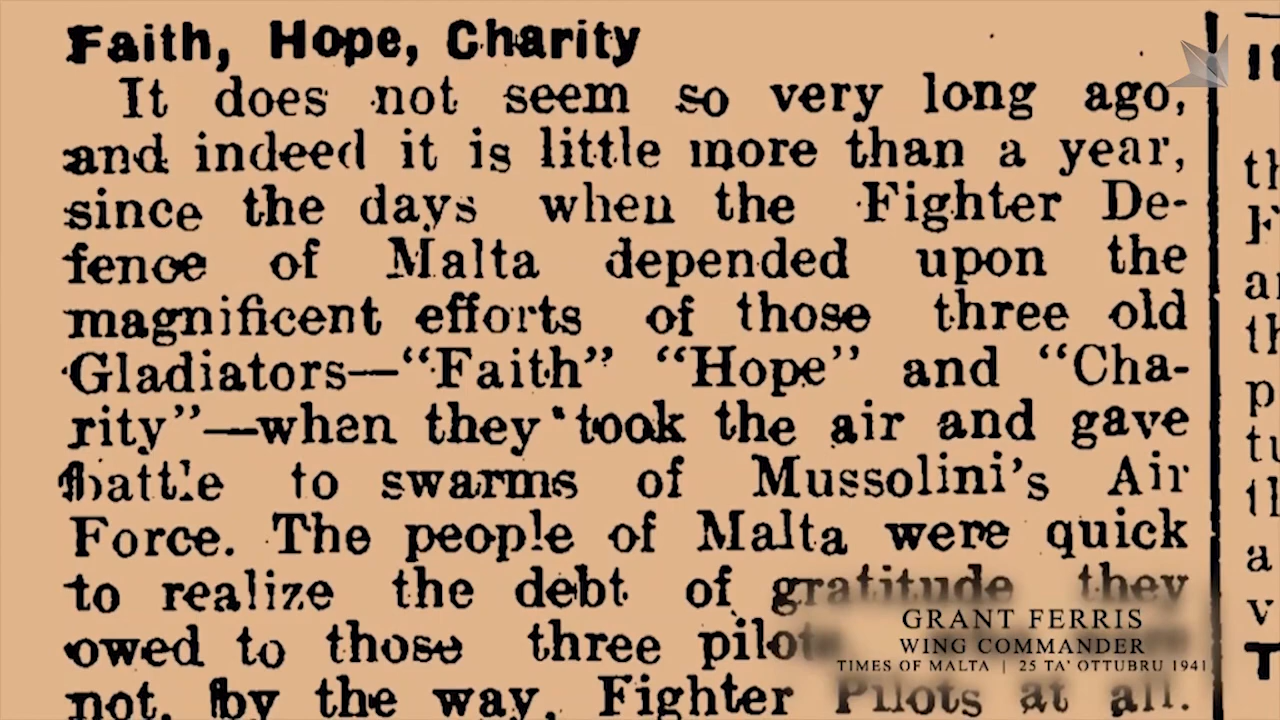 Faith, Hope, Charity
It does not seem so very long ago,
and indeed it is little more than a year,
since the days when the Fighter De-
fence of Malta depended upon the
magnificent efforts of those three old
Gladiators—“Faith” “Hope” and “Cha-
rity”—when they took the air and gave
battle to swarms of Mussolini's Air
Force. The people of Malta were quick
to realize the debt of gratitude they
owed to those three
not, by the way, Fighter Pilots at all.
GRANT FERRIS
WING COMMANDER
TIMES OF MALTA | 25 TA' OTTUBRU 1941